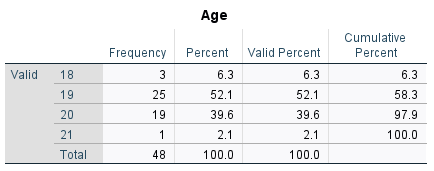 Age
Frequency Percent Valid Percent Cumulative Percent
Valid 18 3 6.3 6.3 6.3
19 25 52.1 52.1 58.3
20 19 39.6 39.6 97.9
21 1 2.1 2.1 100.0
Total 48 100.0 100.0